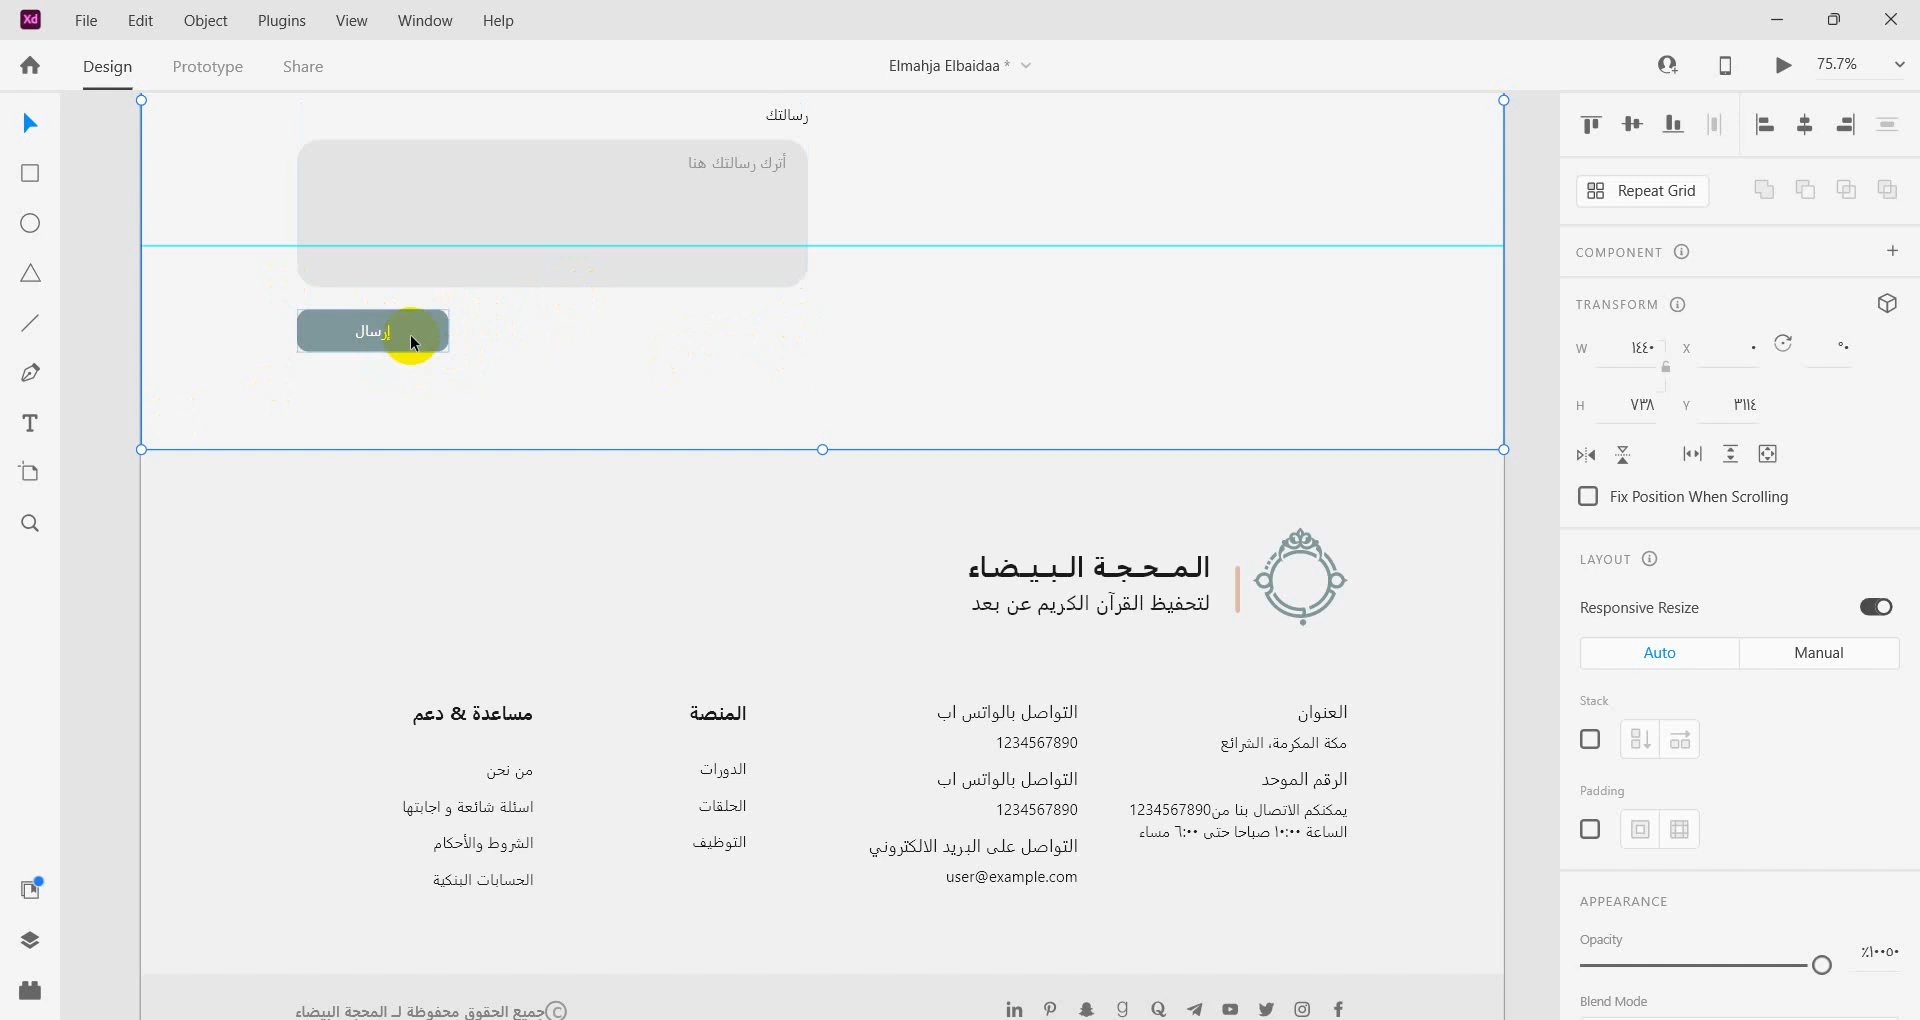 Xd File Edit Object Plugins View Window Help
Design Prototype Share
Elmahja Elbaidaa *
75.7%
رسالتك
أترك رسالتك هنا
إرسال
المـحـجـة البـيـضـاء
لتحفيظ القرآن الكريم عن بعد
العنوان
مكة المكرمة، الشرائع
الرقم الموحد
يمكنكم الاتصال بنا من1234567890
الساعة ١٠:٠٠ صباحا حتى ٦:٠٠ مساء
التواصل بالواتس اب
1234567890
التواصل بالواتس اب
1234567890
التواصل على البريد الالكتروني
user@example.com
المنصة
الدورات
الحلقات
التوظيف
مساعدة & دعم
من نحن
اسئلة شائعة و اجابتها
الشروط والأحكام
الحسابات البنكية
©جميع الحقوق محفوظة لـ المحجة البيضاء
Repeat Grid
COMPONENT
TRANSFORM
W ١٤٤٠ X ٠ ٠°
H ٧٣٨ Y ٣١١٤
Fix Position When Scrolling
LAYOUT
Responsive Resize
Auto Manual
Stack
Padding
APPEARANCE
Opacity
Blend Mode